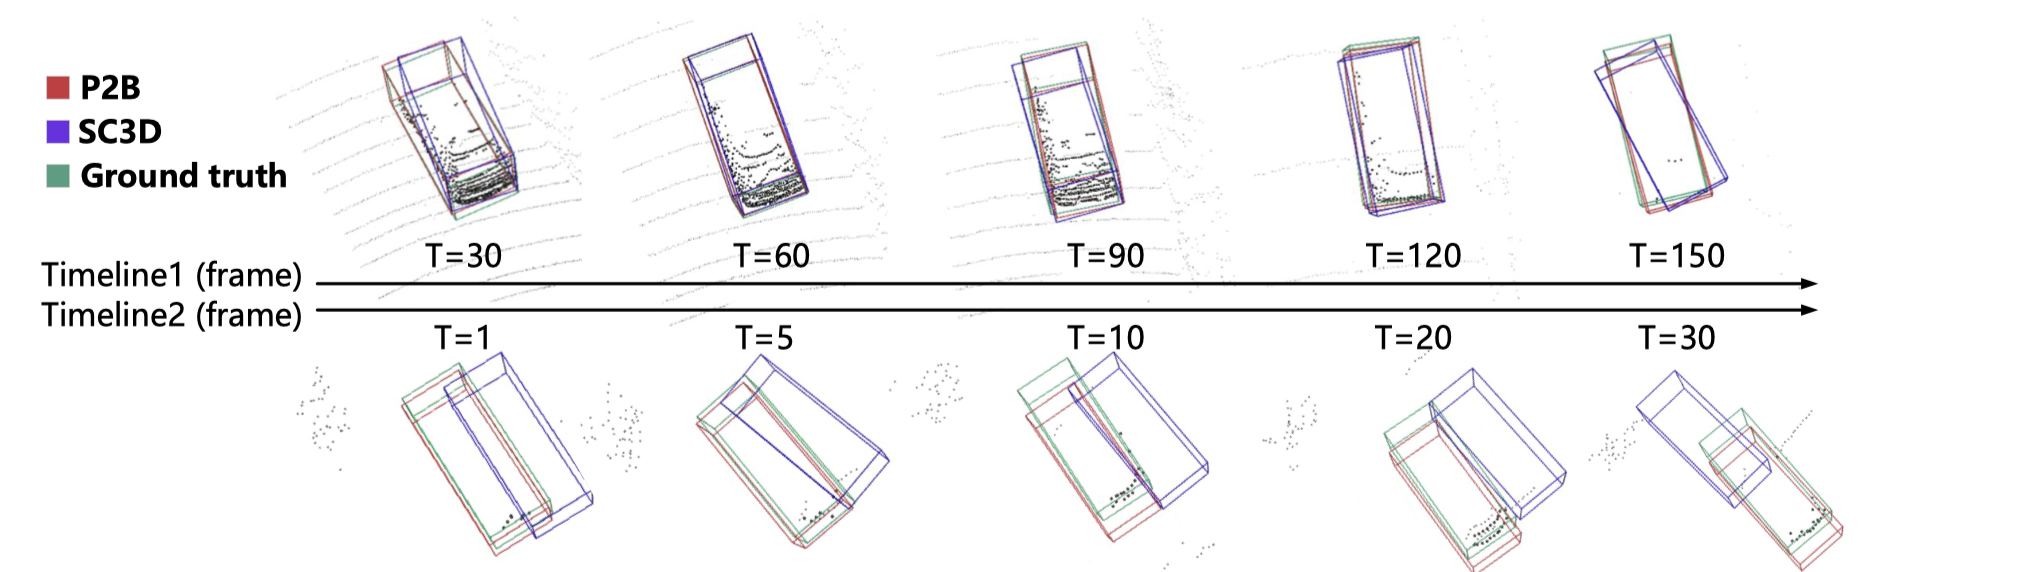 P2B
SC3D
Ground truth
T=30 T=60 T=90 T=120 T=150
Timeline1 (frame)
Timeline2 (frame)
T=1 T=5 T=10 T=20 T=30